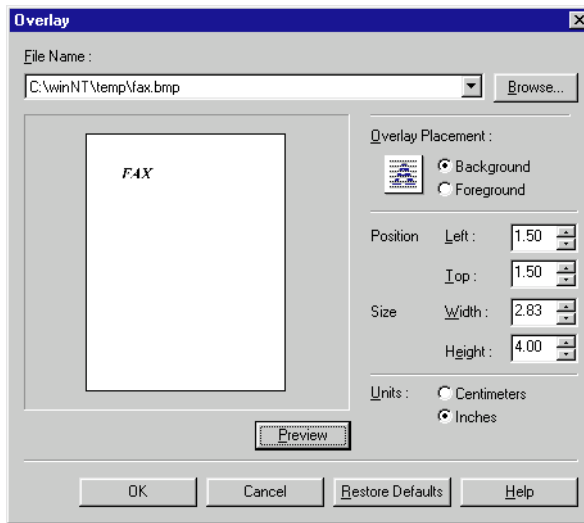 Overlay
File Name :
C:\winNT\temp\fax.bmp
Browse...
FAX
Overlay Placement :
Background
Foreground
Position Left : 1.50
Top : 1.50
Size Width : 2.83
Height : 4.00
Units : Centimeters
Inches
Preview
OK Cancel Restore Defaults Help